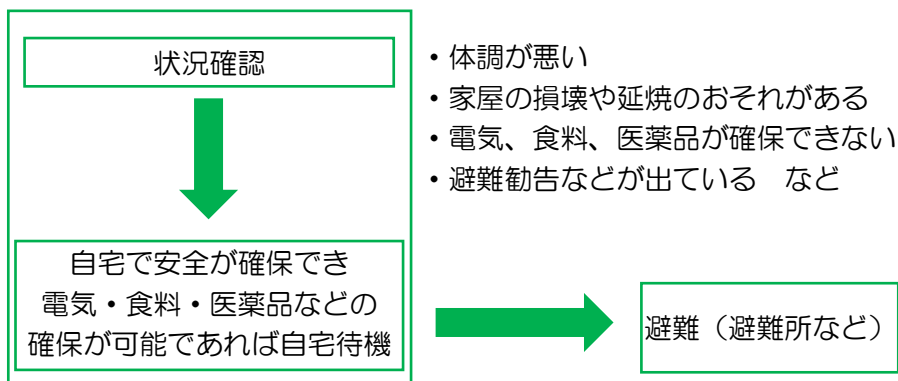 状況確認
・体調が悪い
・家屋の損壊や延焼のおそれがある
・電気、食料、医薬品が確保できない
・避難勧告などが出ている　など
自宅で安全が確保でき
電気・食料・医薬品などの
確保が可能であれば自宅待機
避難（避難所など）